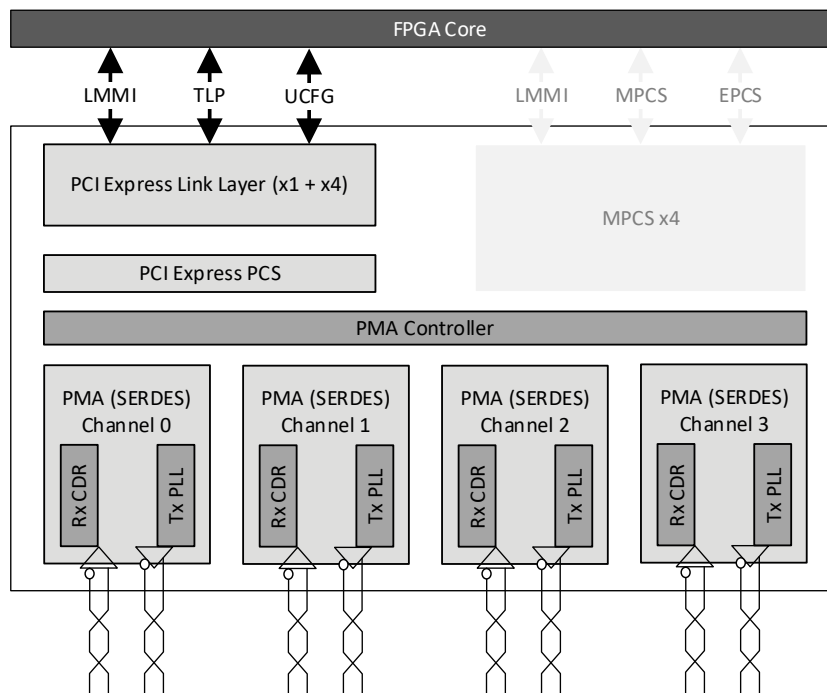 FPGA Core
LMMI
TLP
UCFG
LMMI
MPCS
EPCS
PCI Express Link Layer (x1 + x4)
MPCS x4
PCI Express PCS
PMA Controller
PMA (SERDES)
Channel 0
Rx CDR
Tx PLL
PMA (SERDES)
Channel 1
Rx CDR
Tx PLL
PMA (SERDES)
Channel 2
Rx CDR
Tx PLL
PMA (SERDES)
Channel 3
Rx CDR
Tx PLL